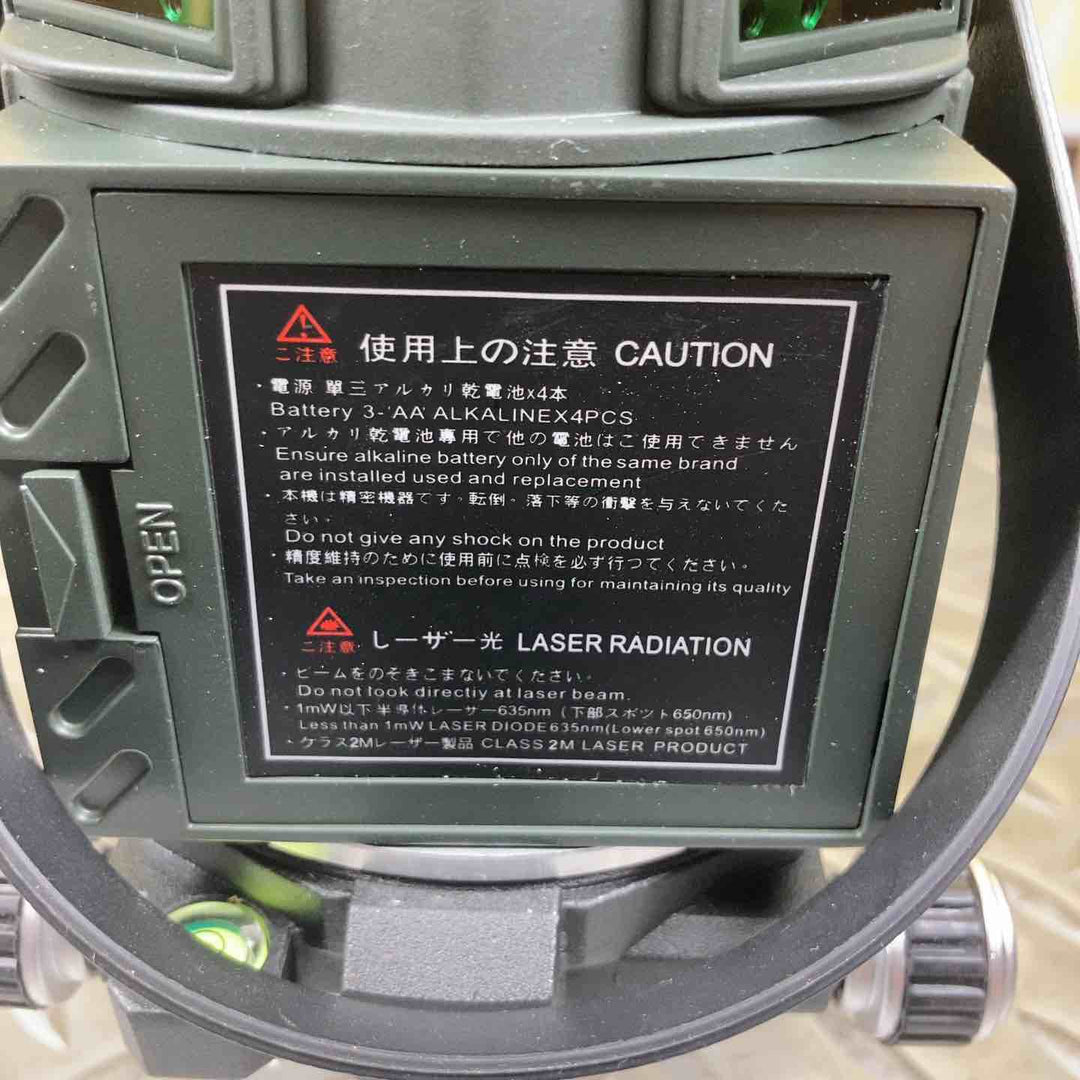 ご注意 使用上の注意 CAUTION
・電源 單三アルカリ乾電池x4本
Battery 3-'AA' ALKALINEX4PCS
・アルカリ乾電池專用で他の電池はご使用できません
Ensure alkaline battery only of the same brand
are installed used and replacement
・本機は精密機器です。転倒。落下等の衝擊を与えないでくだ
さい。
Do not give any shock on the product
・精度維持のために使用前に点検を必ず行つてください。
Take an inspection before using for maintaining its quality
OPEN
ご注意 レーザー光 LASER RADIATION
・ビームをのぞきこまないてください。
Do not look directiy at laser beam.
・1mW以下半導体レーザー635nm（下部スポット650nm)
Less than 1mW LASER DIODE 635nm(Lower spot 650nm)
・ケラス2Mレーザー製品 CLASS 2M LASER PRODUCT